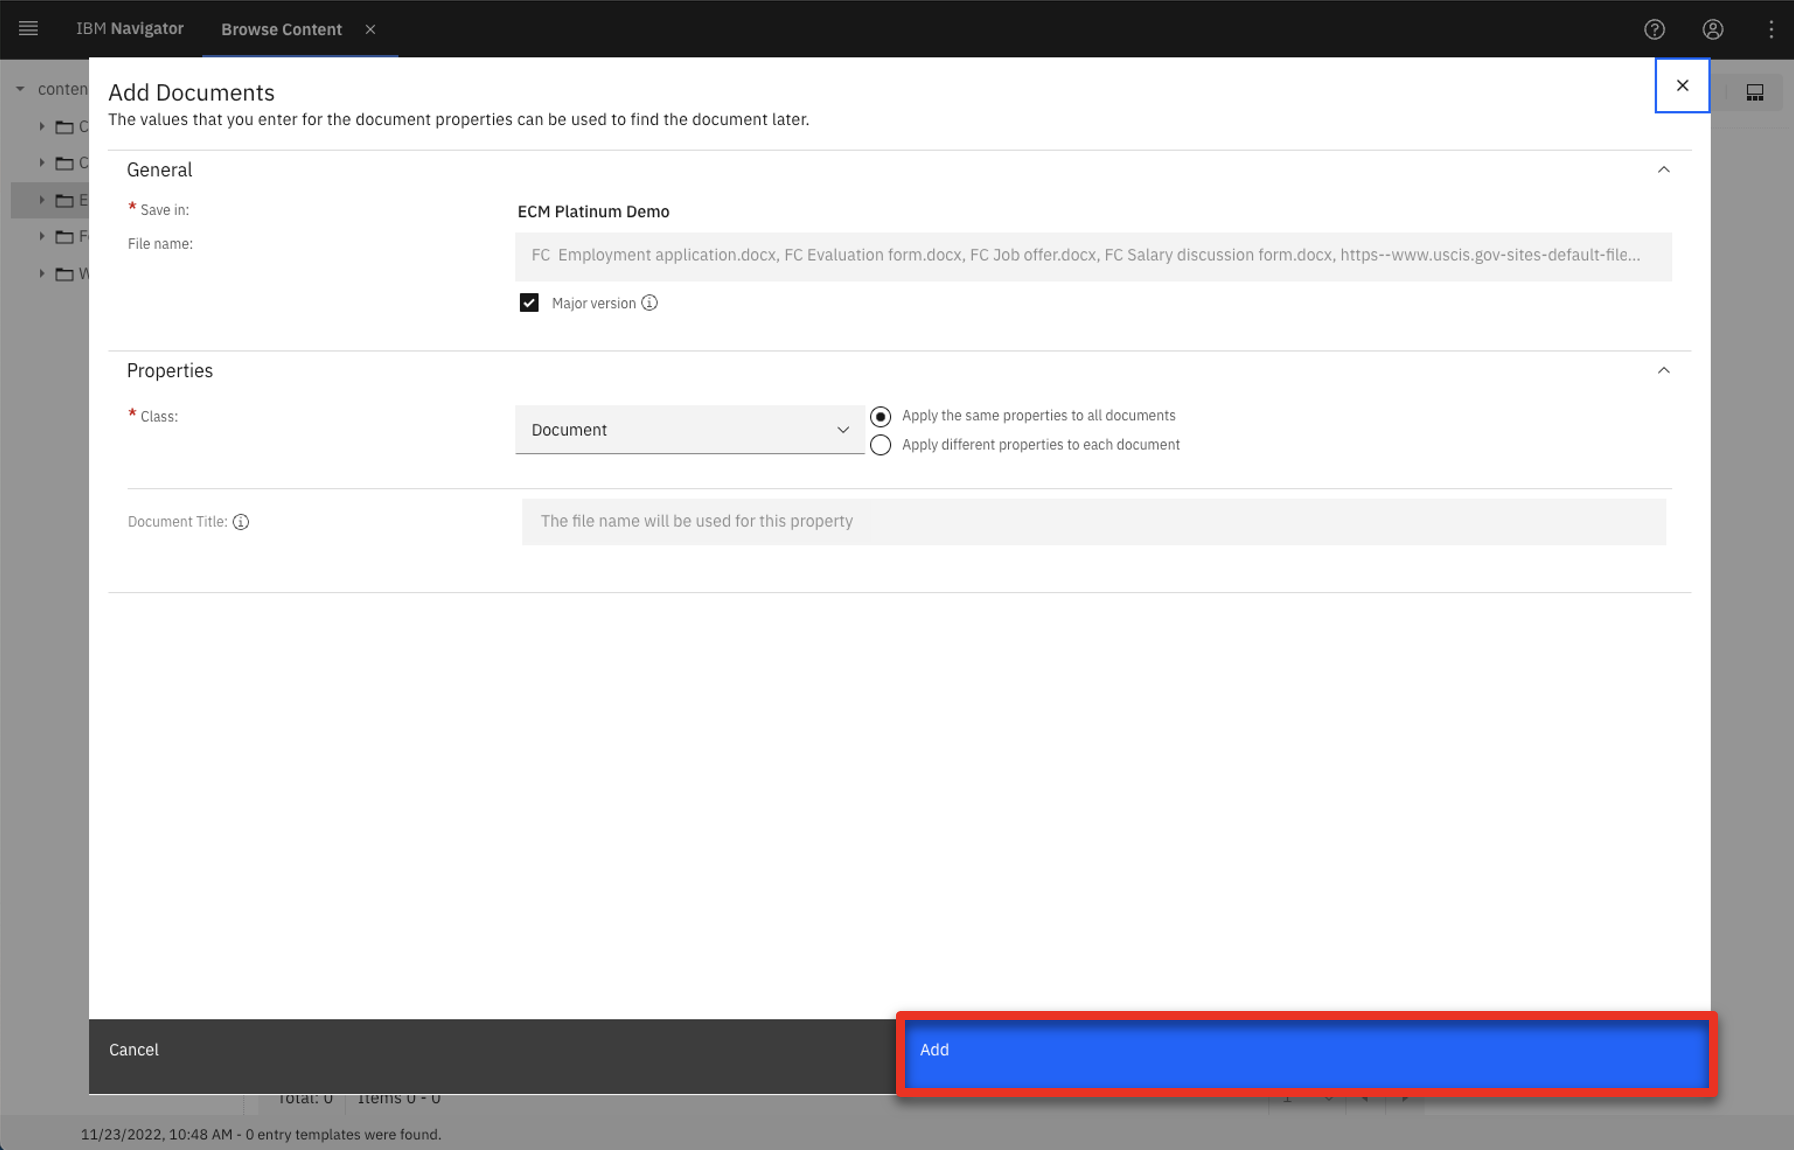 IBM Navigator
Browse Content
conten
C
C
E
F
W
Add Documents
The values that you enter for the document properties can be used to find the document later.
General
* Save in:
ECM Platinum Demo
File name:
FC  Employment application.docx, FC Evaluation form.docx, FC Job offer.docx, FC Salary discussion form.docx, https--www.uscis.gov-sites-default-file...
Major version
Properties
* Class:
Document
Apply the same properties to all documents
Apply different properties to each document
Document Title:
The file name will be used for this property
Cancel
Add
Total: 0
Items 0 - 0
1
11/23/2022, 10:48 AM - 0 entry templates were found.